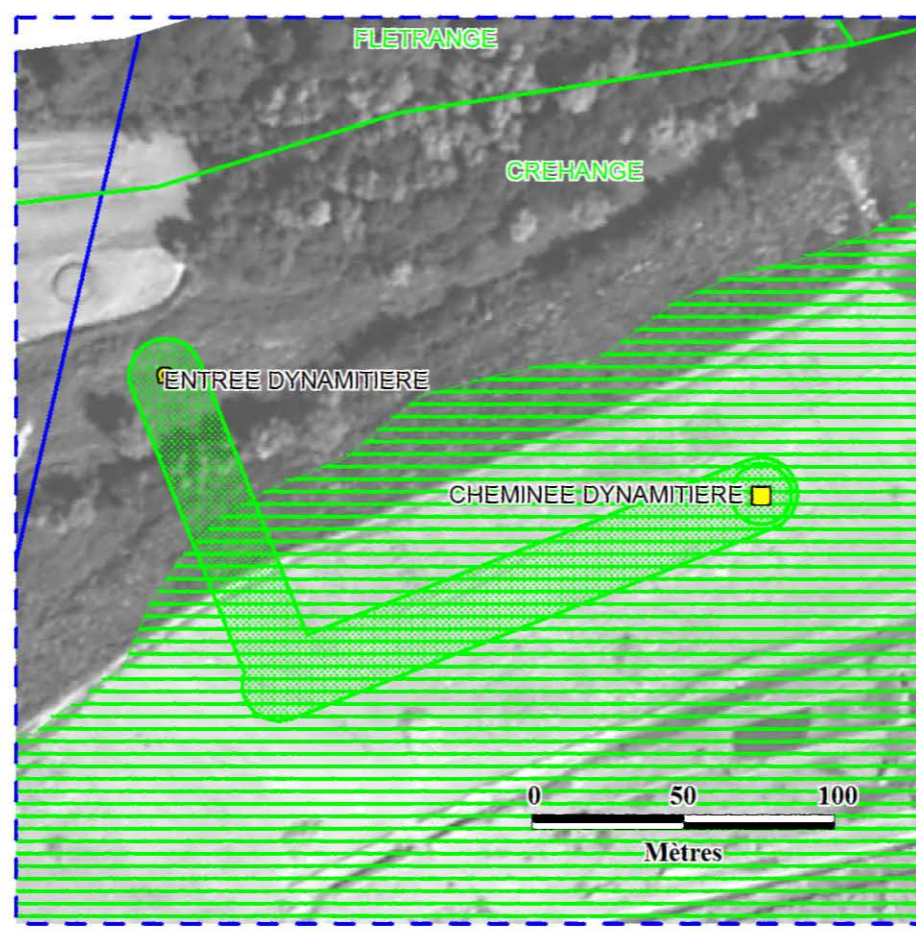 FLETRANGE
CREHANGE
ENTREE DYNAMITIERE
CHEMINEE DYNAMITIERE
0 50 100
Mètres